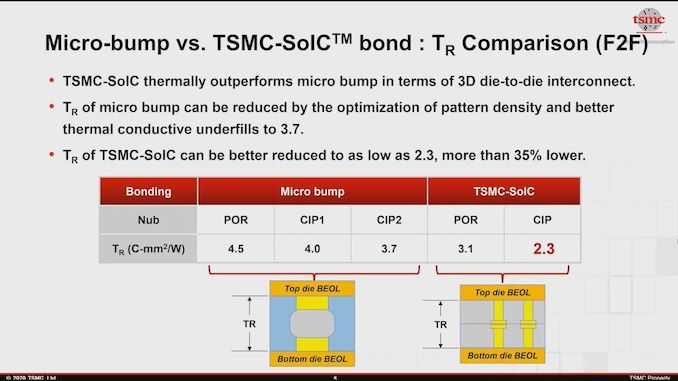 tsmc
Micro-bump vs. TSMC-SoICTM bond : TR Comparison (F2F)
• TSMC-SoIC thermally outperforms micro bump in terms of 3D die-to-die interconnect.
• TR of micro bump can be reduced by the optimization of pattern density and better
thermal conductive underfills to 3.7.
• TR of TSMC-SoIC can be better reduced to as low as 2.3, more than 35% lower.
Bonding Micro bump TSMC-SoIC
Nub POR CIP1 CIP2 POR CIP
TR (C-mm2/W) 4.5 4.0 3.7 3.1 2.3
Top die BEOL Top die BEOL
TR TR
Bottom die BEOL Bottom die BEOL
© 2020 TSMC, Ltd 5 TSMC Property